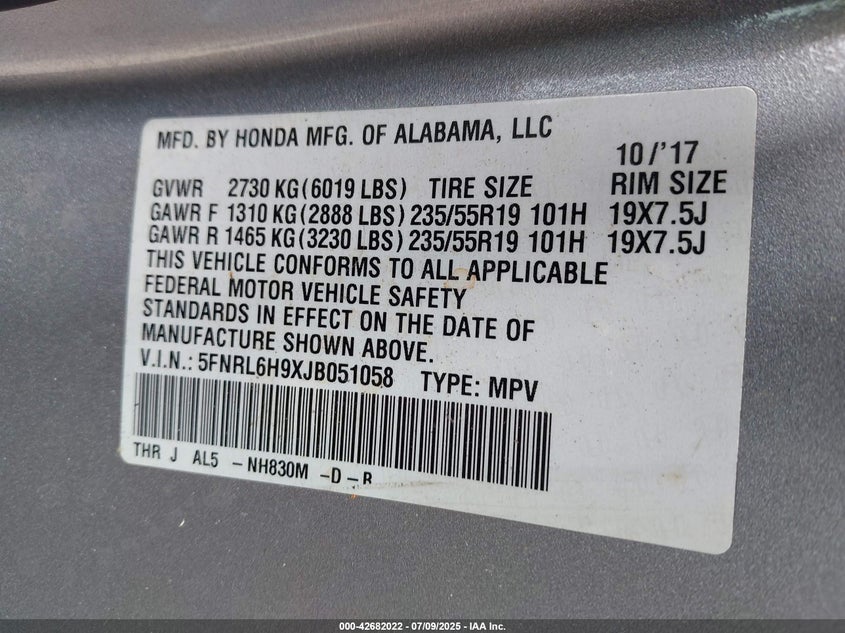 MFD. BY HONDA MFG. OF ALABAMA, LLC
10/'17
GVWR 2730 KG(6019 LBS) TIRE SIZE RIM SIZE
GAWR F 1310 KG(2888 LBS) 235/55R19 101H 19X7.5J
GAWR R 1465 KG(3230 LBS) 235/55R19 101H 19X7.5J
THIS VEHICLE CONFORMS TO ALL APPLICABLE
FEDERAL MOTOR VEHICLE SAFETY
STANDARDS IN EFFECT ON THE DATE OF
MANUFACTURE SHOWN ABOVE.
V.I.N.: 5FNRL6H9XJB051058 TYPE: MPV
THR J AL5 -NH830M -D-R
000-42682022 / 07/09/2025 - IAA Inc.